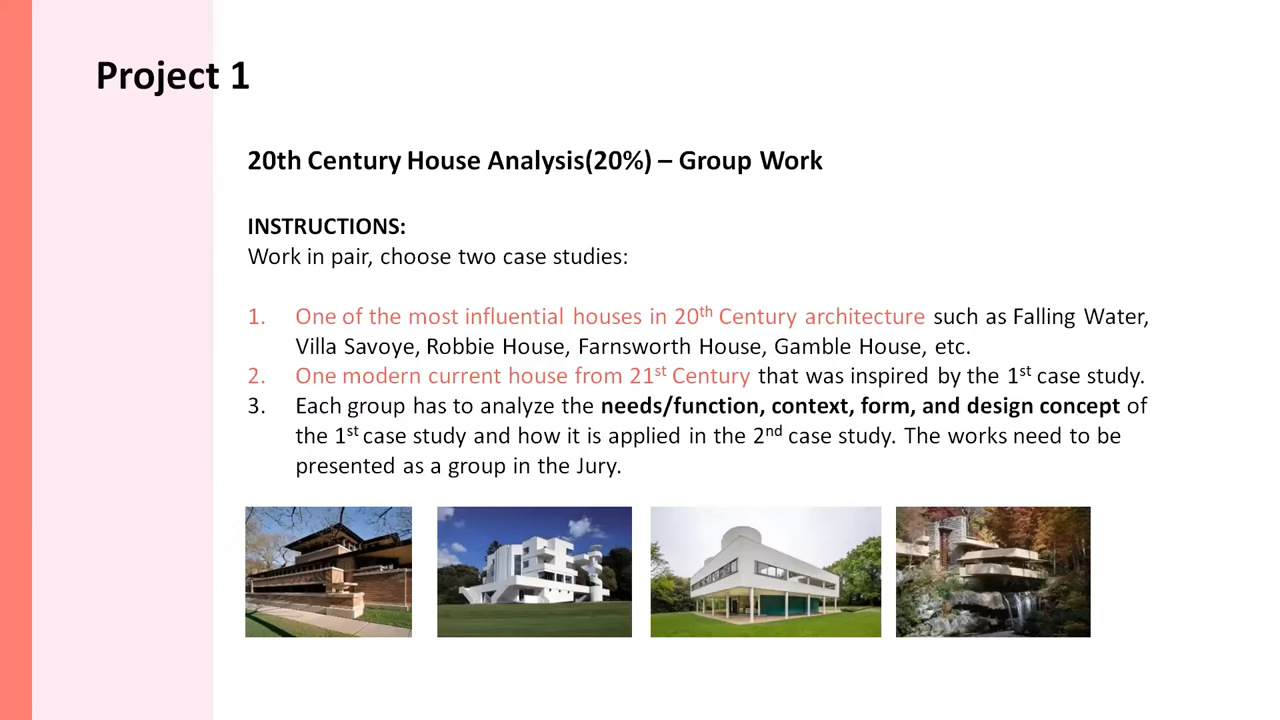 Project 1
20th Century House Analysis(20%) – Group Work
INSTRUCTIONS:
Work in pair, choose two case studies:
1. One of the most influential houses in 20th Century architecture such as Falling Water,
Villa Savoye, Robbie House, Farnsworth House, Gamble House, etc.
2. One modern current house from 21st Century that was inspired by the 1st case study.
3. Each group has to analyze the needs/function, context, form, and design concept of
the 1st case study and how it is applied in the 2nd case study. The works need to be
presented as a group in the Jury.